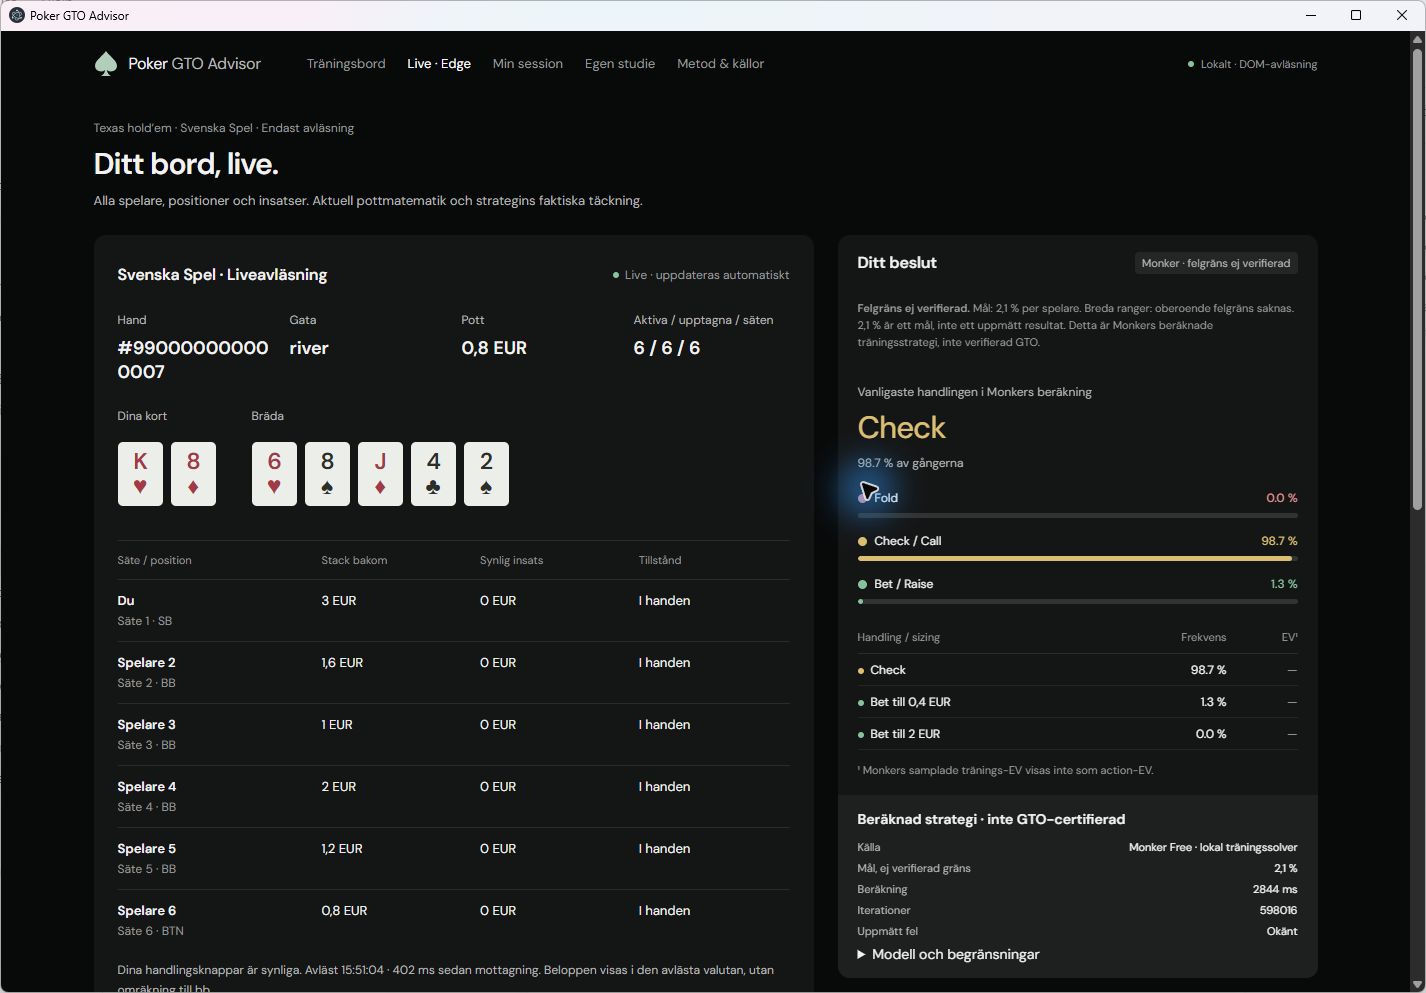 Poker GTO Advisor
Poker GTO Advisor
Träningsbord
Live · Edge
Min session
Egen studie
Metod & källor
Lokalt · DOM-avläsning
Texas hold'em · Svenska Spel · Endast avläsning
Ditt bord, live.
Alla spelare, positioner och insatser. Aktuell pottmatematik och strategins faktiska täckning.
Svenska Spel · Liveavläsning
Live · uppdateras automatiskt
Hand
Gata
Pott
Aktiva / upptagna / säten
#99000000000
0007
river
0,8 EUR
6 / 6 / 6
Dina kort
Bräda
K♥ 8♦ 6♥ 8♠ J♦ 4♣ 2♠
Säte / position Stack bakom Synlig insats Tillstånd
Du 3 EUR 0 EUR I handen
Säte 1 · SB
Spelare 2 1,6 EUR 0 EUR I handen
Säte 2 · BB
Spelare 3 1 EUR 0 EUR I handen
Säte 3 · BB
Spelare 4 2 EUR 0 EUR I handen
Säte 4 · BB
Spelare 5 1,2 EUR 0 EUR I handen
Säte 5 · BB
Spelare 6 0,8 EUR 0 EUR I handen
Säte 6 · BTN
Dina handlingsknappar är synliga. Avläst 15:51:04 · 402 ms sedan mottagning. Beloppen visas i den avlästa valutan, utan
omräkning till bb.
Ditt beslut
Monker · felgräns ej verifierad
Felgräns ej verifierad. Mål: 2,1 % per spelare. Breda ranger: oberoende felgräns saknas.
2,1 % är ett mål, inte ett uppmätt resultat. Detta är Monkers beräknade
träningsstrategi, inte verifierad GTO.
Vanligaste handlingen i Monkers beräkning
Check
98.7 % av gångerna
Fold 0.0 %
Check / Call 98.7 %
Bet / Raise 1.3 %
Handling / sizing Frekvens EV¹
Check 98.7 % —
Bet till 0,4 EUR 1.3 % —
Bet till 2 EUR 0.0 % —
¹ Monkers samplade tränings-EV visas inte som action-EV.
Beräknad strategi · inte GTO-certifierad
Källa Monker Free · lokal träningssolver
Mål, ej verifierad gräns 2,1 %
Beräkning 2844 ms
Iterationer 598016
Uppmätt fel Okänt
Modell och begränsningar